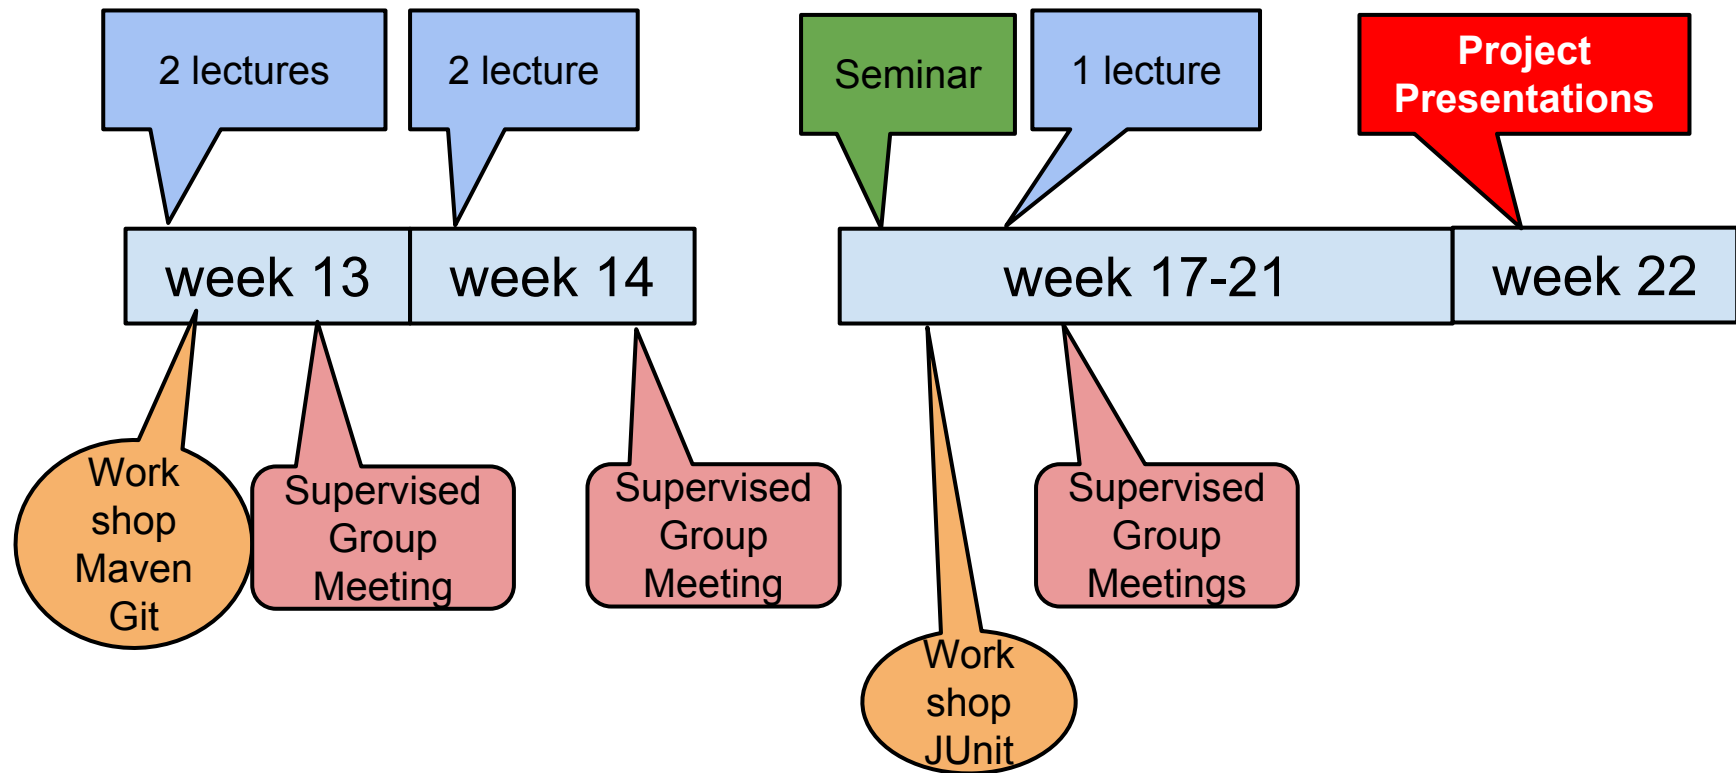 2 lectures
2 lecture
Seminar
1 lecture
Project
Presentations
week 13
week 14
week 17-21
week 22
Work
shop
Maven
Git
Supervised
Group
Meeting
Supervised
Group
Meeting
Supervised
Group
Meetings
Work
shop
JUnit